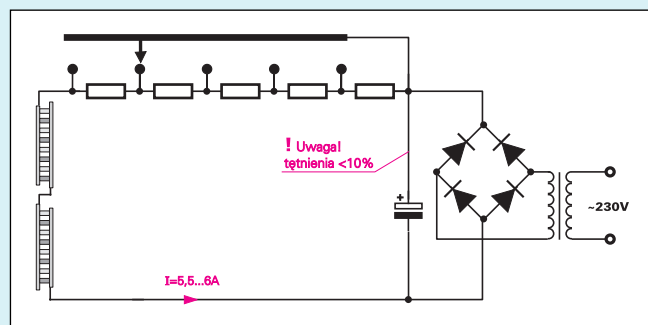 ! Uwaga!
tętnienia <10%
+
~230V
I=5,5...6A